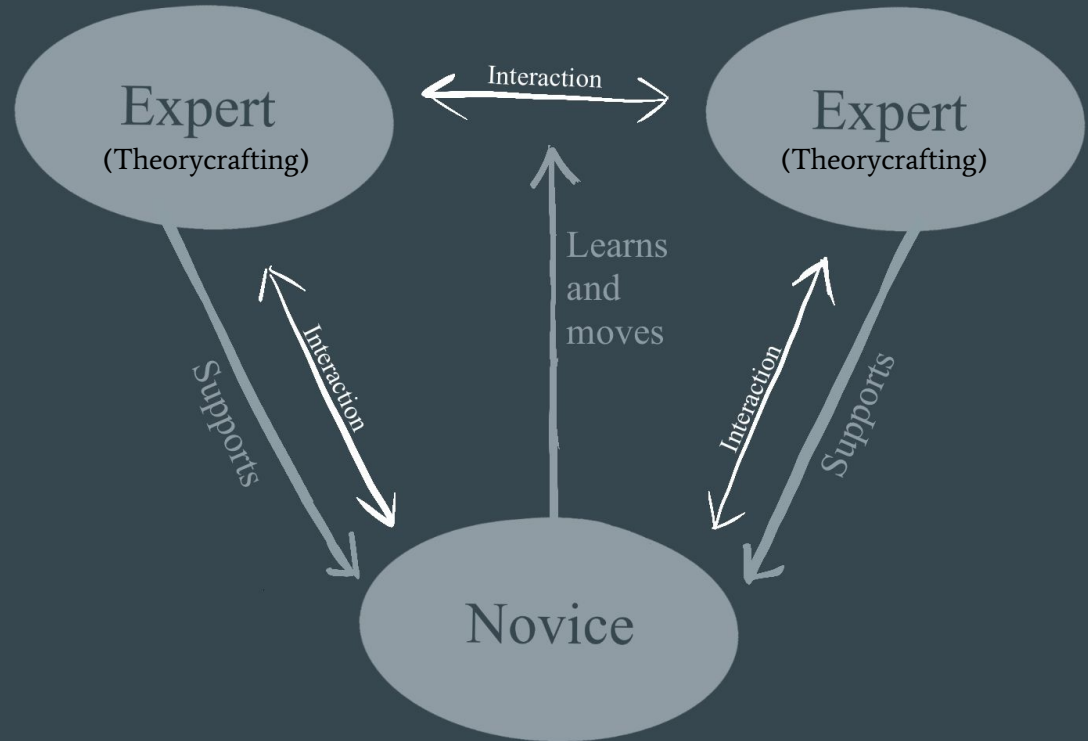 Expert
(Theorycrafting)
Interaction
Expert
(Theorycrafting)
Learns
and
moves
Supports
Interaction
Interaction
Supports
Novice